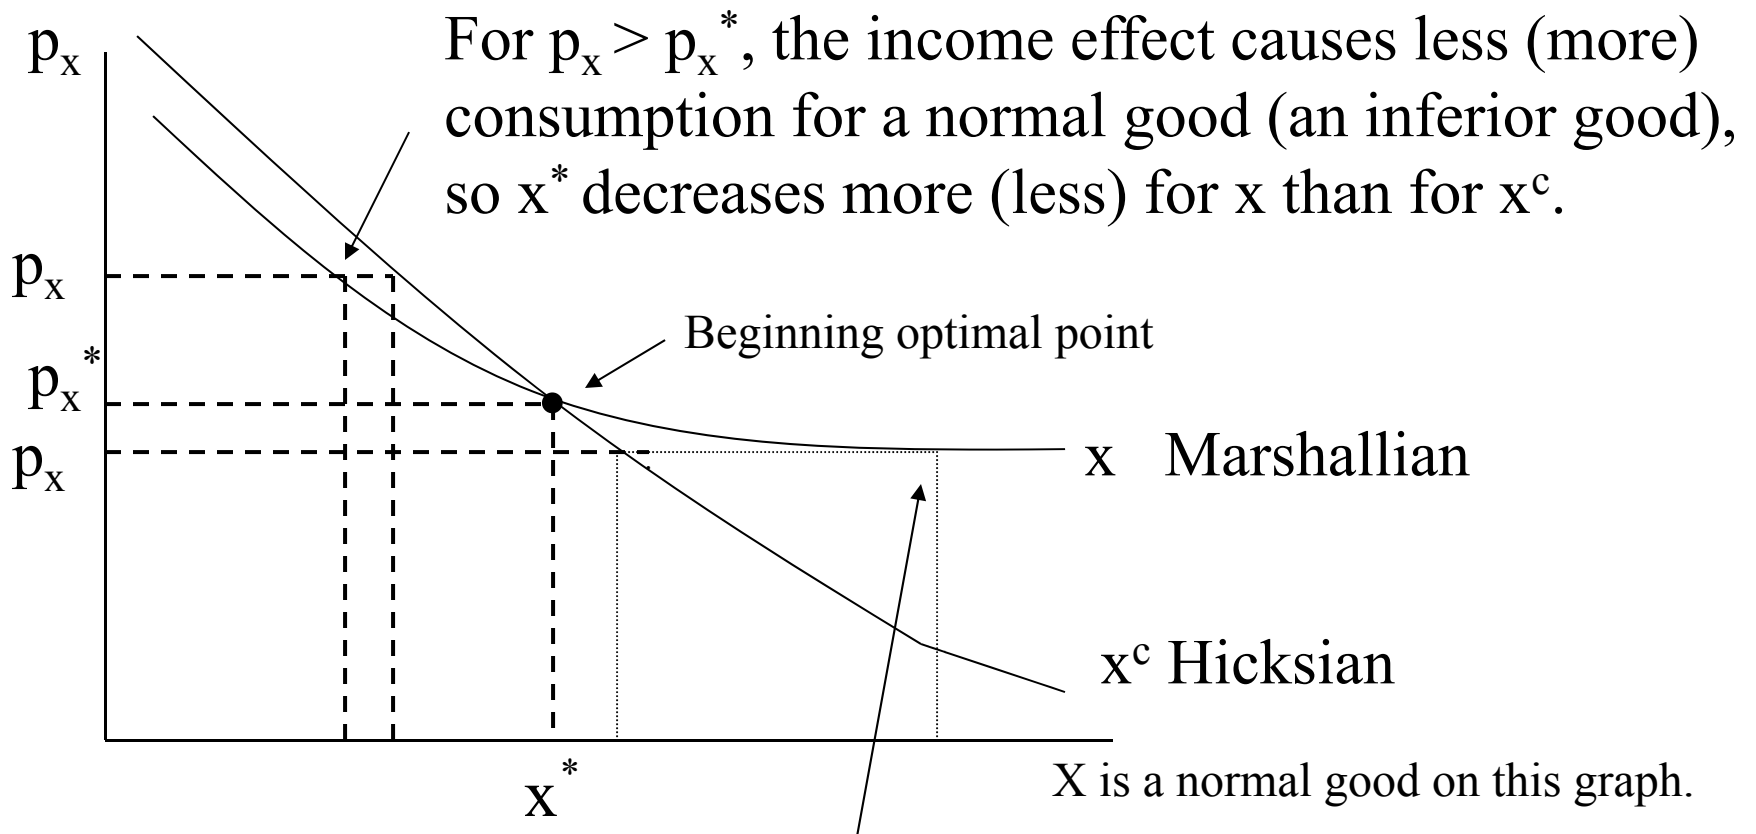 pₓ
For pₓ > pₓ*, the income effect causes less (more)
consumption for a normal good (an inferior good),
so x* decreases more (less) for x than for xᶜ.
pₓ
Beginning optimal point
pₓ*
pₓ
x Marshallian
xᶜ Hicksian
x*
X is a normal good on this graph.